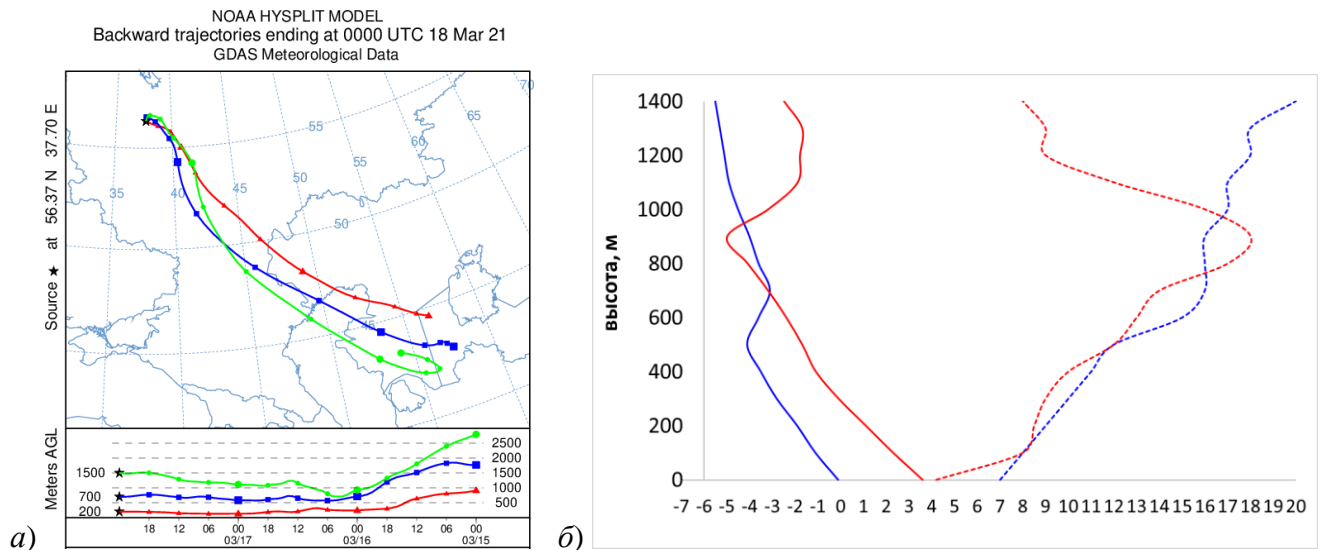 NOAA HYSPLIT MODEL
Backward trajectories ending at 0000 UTC 18 Mar 21
GDAS Meteorological Data
Source ★ at 56.37 N 37.70 E
70
65
60
55
55
50
50
45
45
40
35
Meters AGL
1500
700
200
2500
2000
1500
1000
500
18 12 06 00 18 12 06 00 18 12 06 00
03/17 03/16 03/15
а)
высота, м
1400
1200
1000
800
600
400
200
0
-7 -6 -5 -4 -3 -2 -1 0 1 2 3 4 5 6 7 8 9 10 11 12 13 14 15 16 17 18 19 20
б)